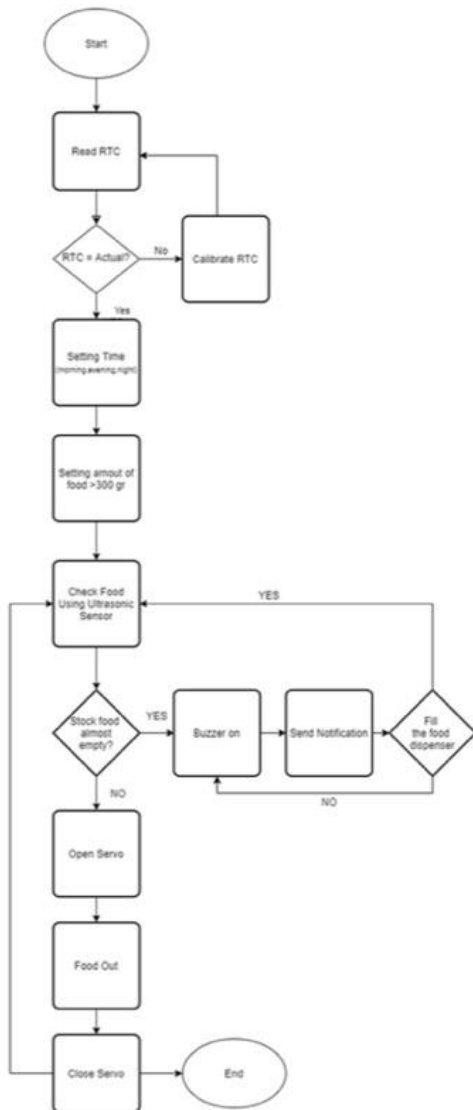 Start
Read RTC
RTC = Actual?
No
Calibrate RTC
Yes
Setting Time
(morning,evening,night)
Setting amout of
food >300 gr
Check Food
Using Ultrasonic
Sensor
YES
Stock food
almost
empty?
YES
Buzzer on
Send Notification
Fill
the food
dispenser
NO
NO
Open Servo
Food Out
Close Servo
End